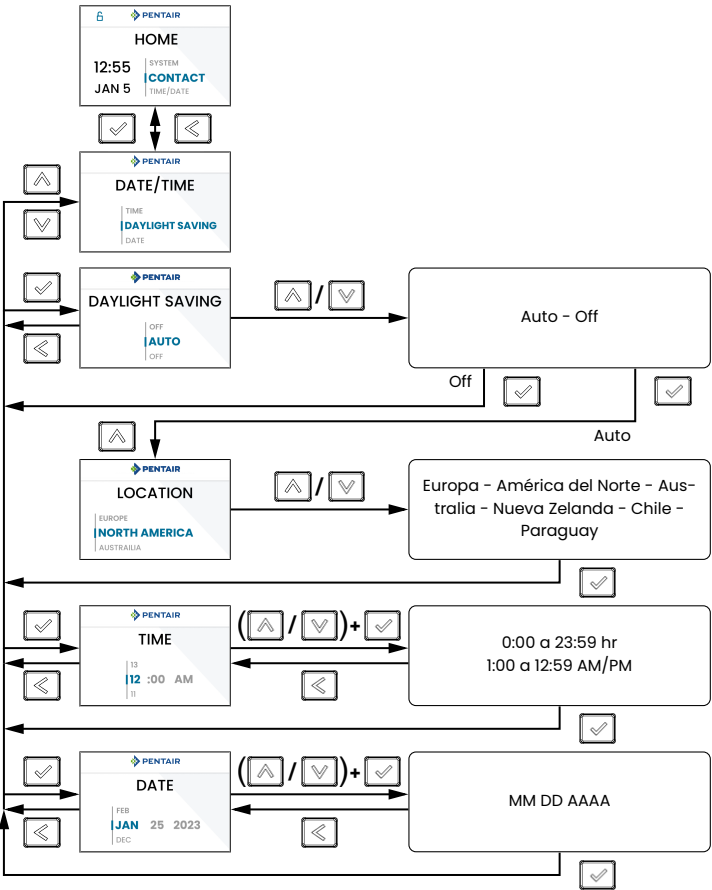 PENTAIR
HOME
12:55
JAN 5
SYSTEM
CONTACT
TIME/DATE
PENTAIR
DATE/TIME
TIME
DAYLIGHT SAVING
DATE
PENTAIR
DAYLIGHT SAVING
OFF
AUTO
OFF
/
Auto - Off
Off
Auto
PENTAIR
LOCATION
EUROPE
NORTH AMERICA
AUSTRAILIA
/
Europa - América del Norte - Aus-
tralia - Nueva Zelanda - Chile -
Paraguay
PENTAIR
TIME
13
12 :00 AM
11
( / )+
0:00 a 23:59 hr
1:00 a 12:59 AM/PM
PENTAIR
DATE
FEB
JAN 25 2023
DEC
( / )+
MM DD AAAA